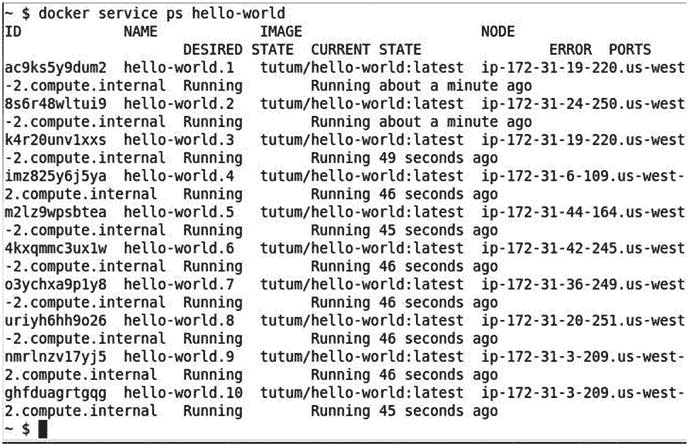 ~ $ docker service ps hello-world
ID            NAME            IMAGE                     NODE
                    DESIRED STATE  CURRENT STATE               ERROR  PORTS
ac9ks5y9dum2  hello-world.1   tutum/hello-world:latest  ip-172-31-19-220.us-west
-2.compute.internal  Running        Running about a minute ago
8s6r48wltui9  hello-world.2   tutum/hello-world:latest  ip-172-31-24-250.us-west
-2.compute.internal  Running        Running about a minute ago
k4r20unv1xxs  hello-world.3   tutum/hello-world:latest  ip-172-31-19-220.us-west
-2.compute.internal  Running        Running 49 seconds ago
imz825y6j5ya  hello-world.4   tutum/hello-world:latest  ip-172-31-6-109.us-west-
2.compute.internal   Running        Running 46 seconds ago
m2lz9wpsbtea  hello-world.5   tutum/hello-world:latest  ip-172-31-44-164.us-west
-2.compute.internal  Running        Running 45 seconds ago
4kxqmmc3ux1w  hello-world.6   tutum/hello-world:latest  ip-172-31-42-245.us-west
-2.compute.internal  Running        Running 46 seconds ago
o3ychxa9p1y8  hello-world.7   tutum/hello-world:latest  ip-172-31-36-249.us-west
-2.compute.internal  Running        Running 46 seconds ago
uriyh6hh9o26  hello-world.8   tutum/hello-world:latest  ip-172-31-20-251.us-west
-2.compute.internal  Running        Running 46 seconds ago
nmrlnzv17yj5  hello-world.9   tutum/hello-world:latest  ip-172-31-3-209.us-west-
2.compute.internal   Running        Running 46 seconds ago
ghfduagrtgqg  hello-world.10  tutum/hello-world:latest  ip-172-31-3-209.us-west-
2.compute.internal   Running        Running 45 seconds ago
~ $